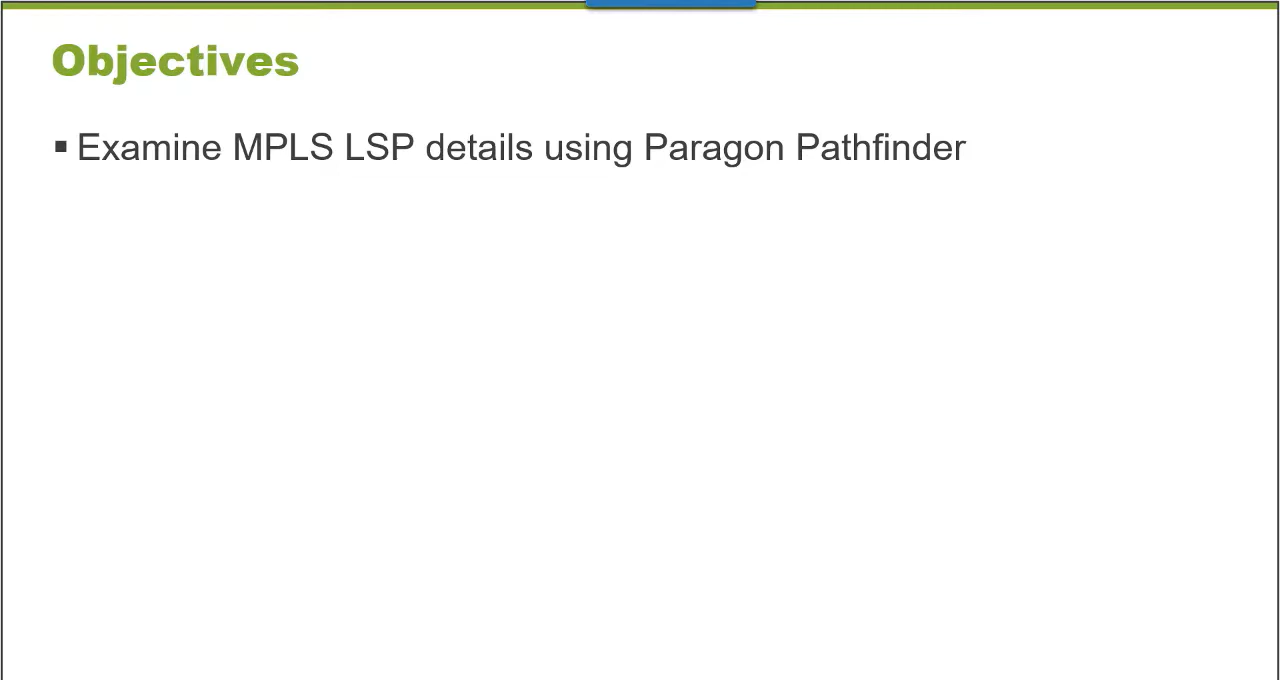 Objectives
▪ Examine MPLS LSP details using Paragon Pathfinder